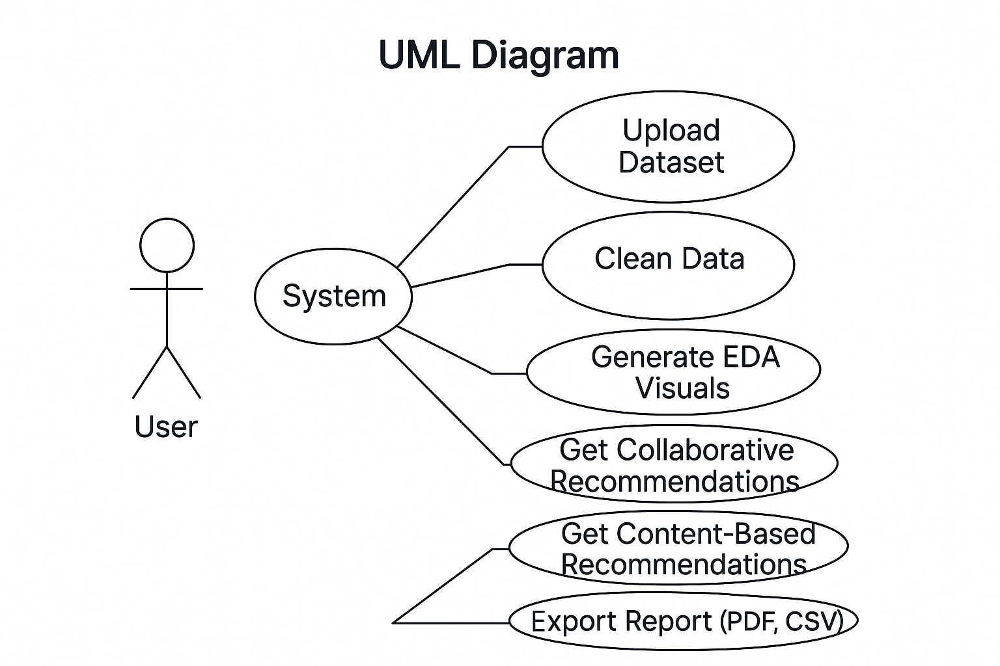 UML Diagram
Upload
Dataset
Clean Data
System
Generate EDA
Visuals
User
Get Collaborative
Recommendations
Get Content-Based
Recommendations
Export Report (PDF, CSV)